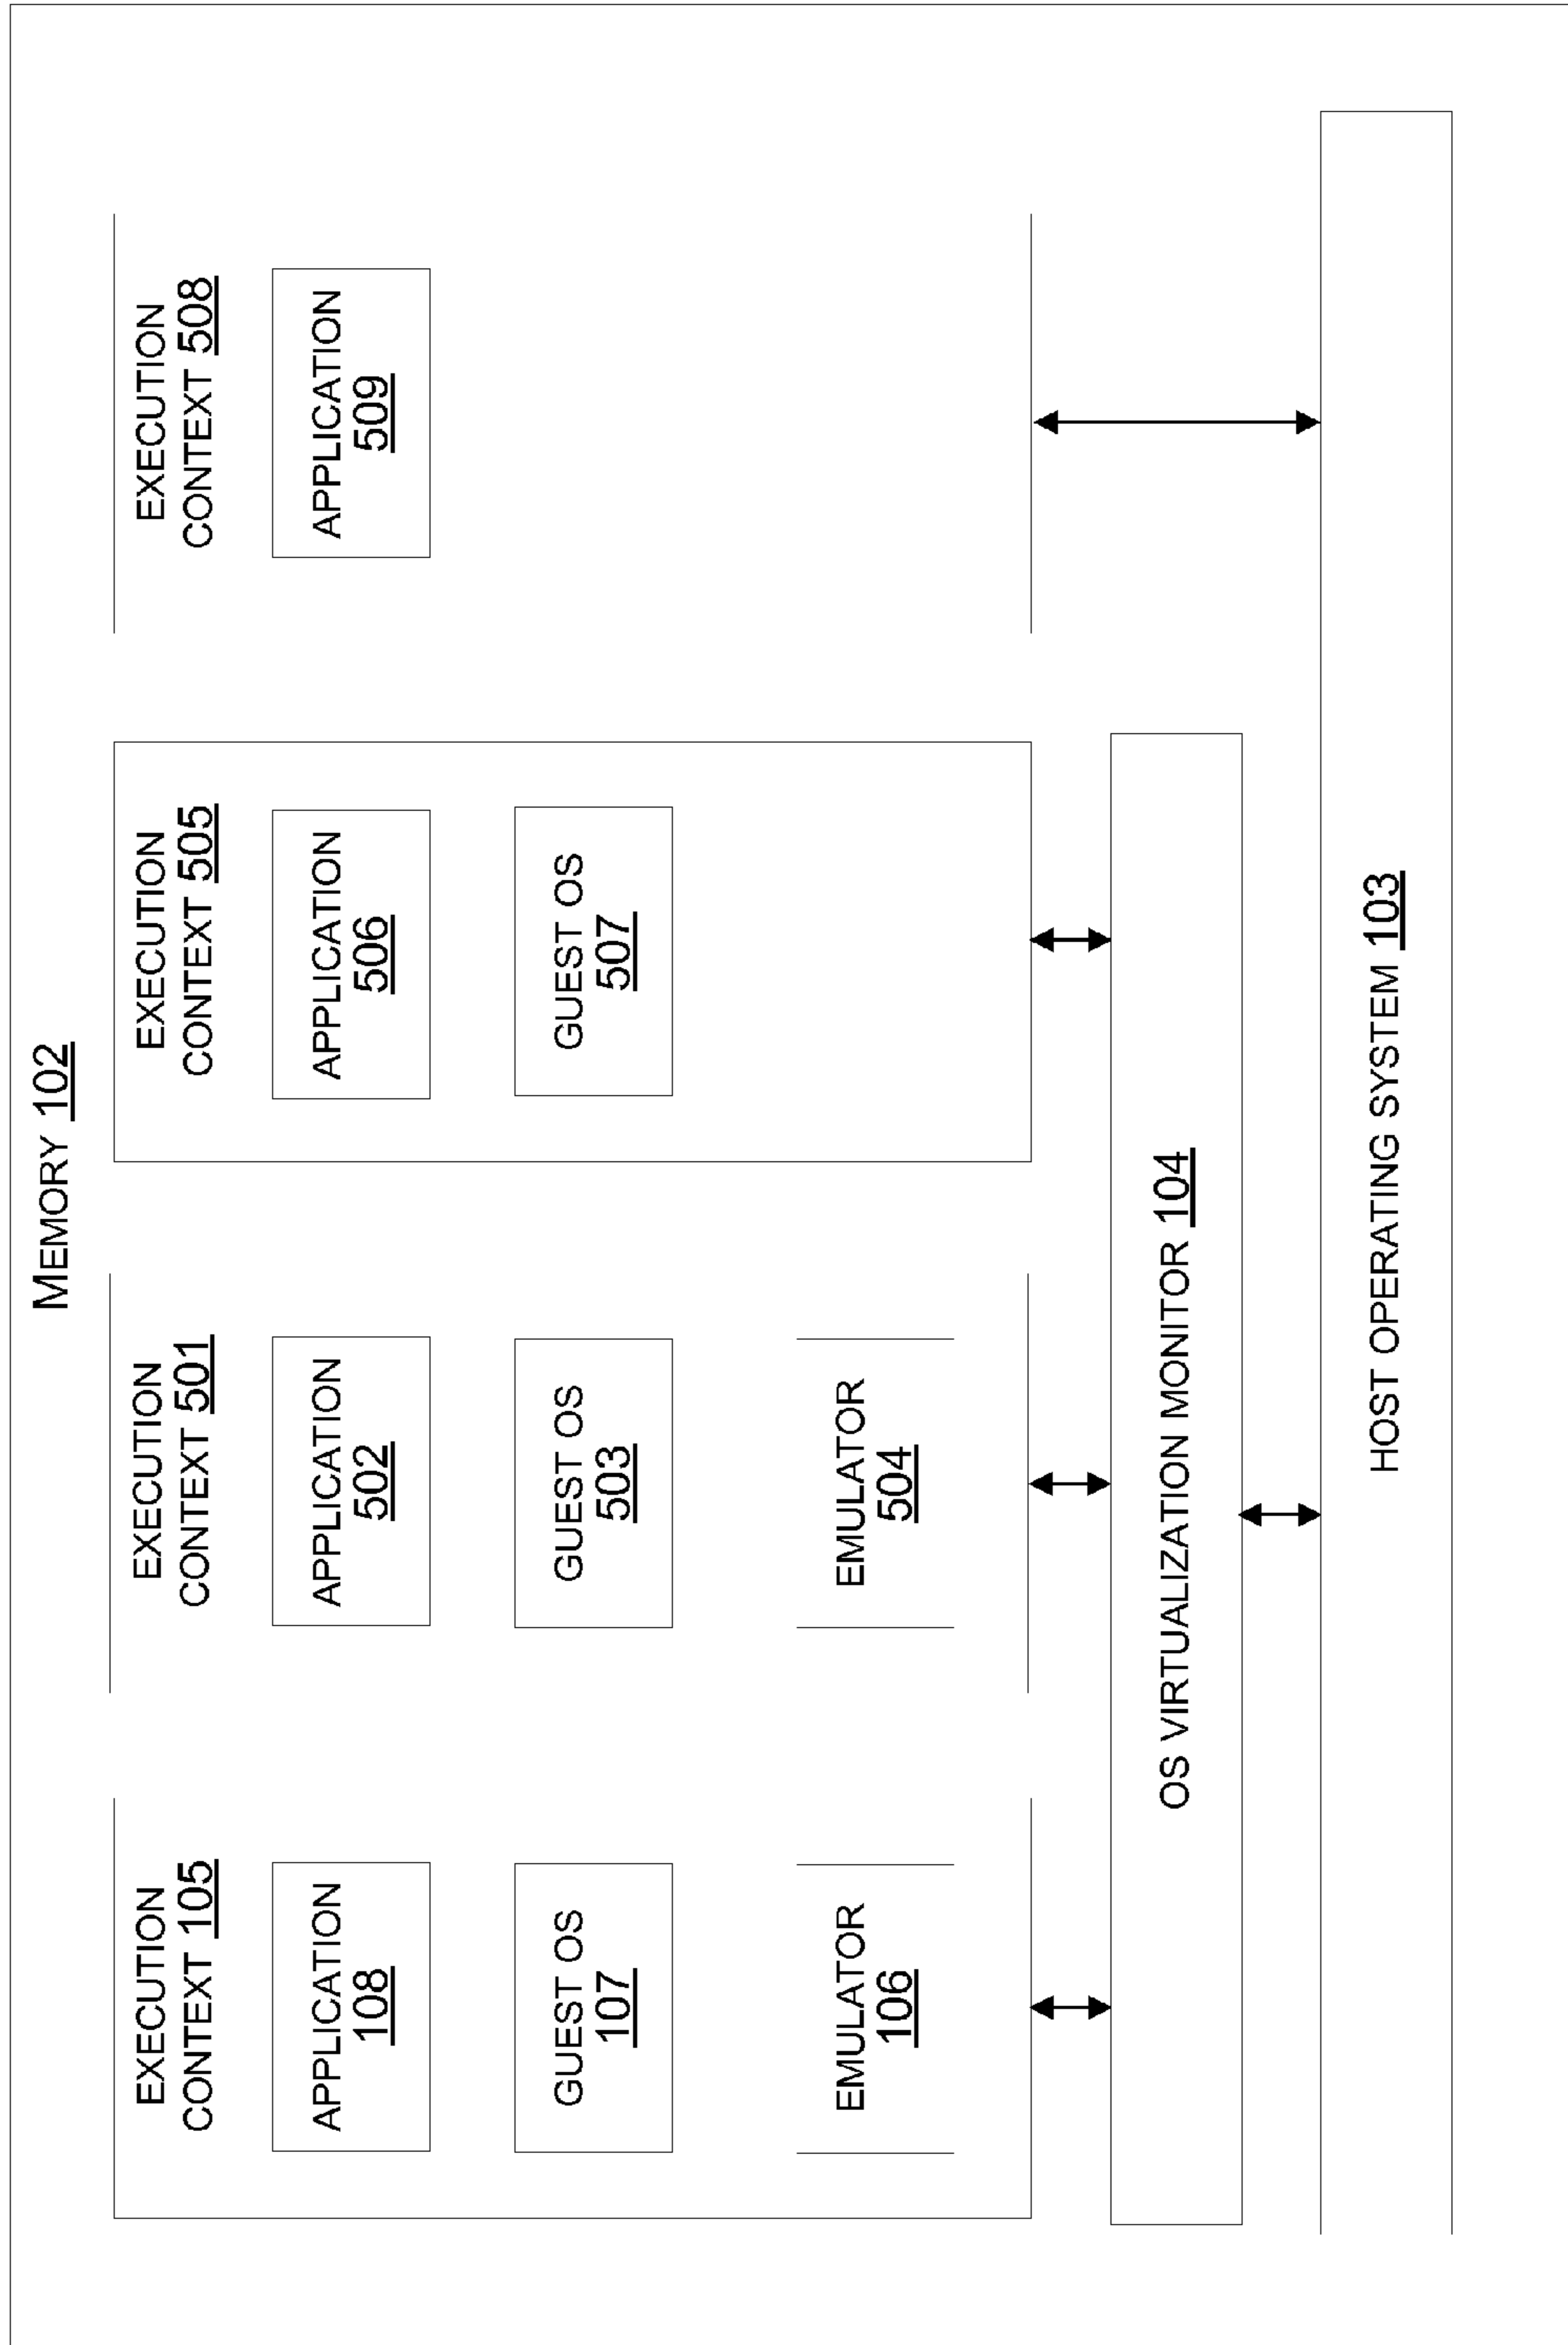 MEMORY 102
EXECUTION
CONTEXT 105
APPLICATION
108
GUEST OS
107
EMULATOR
106
EXECUTION
CONTEXT 501
APPLICATION
502
GUEST OS
503
EMULATOR
504
EXECUTION
CONTEXT 505
APPLICATION
506
GUEST OS
507
EXECUTION
CONTEXT 508
APPLICATION
509
OS VIRTUALIZATION MONITOR 104
HOST OPERATING SYSTEM 103